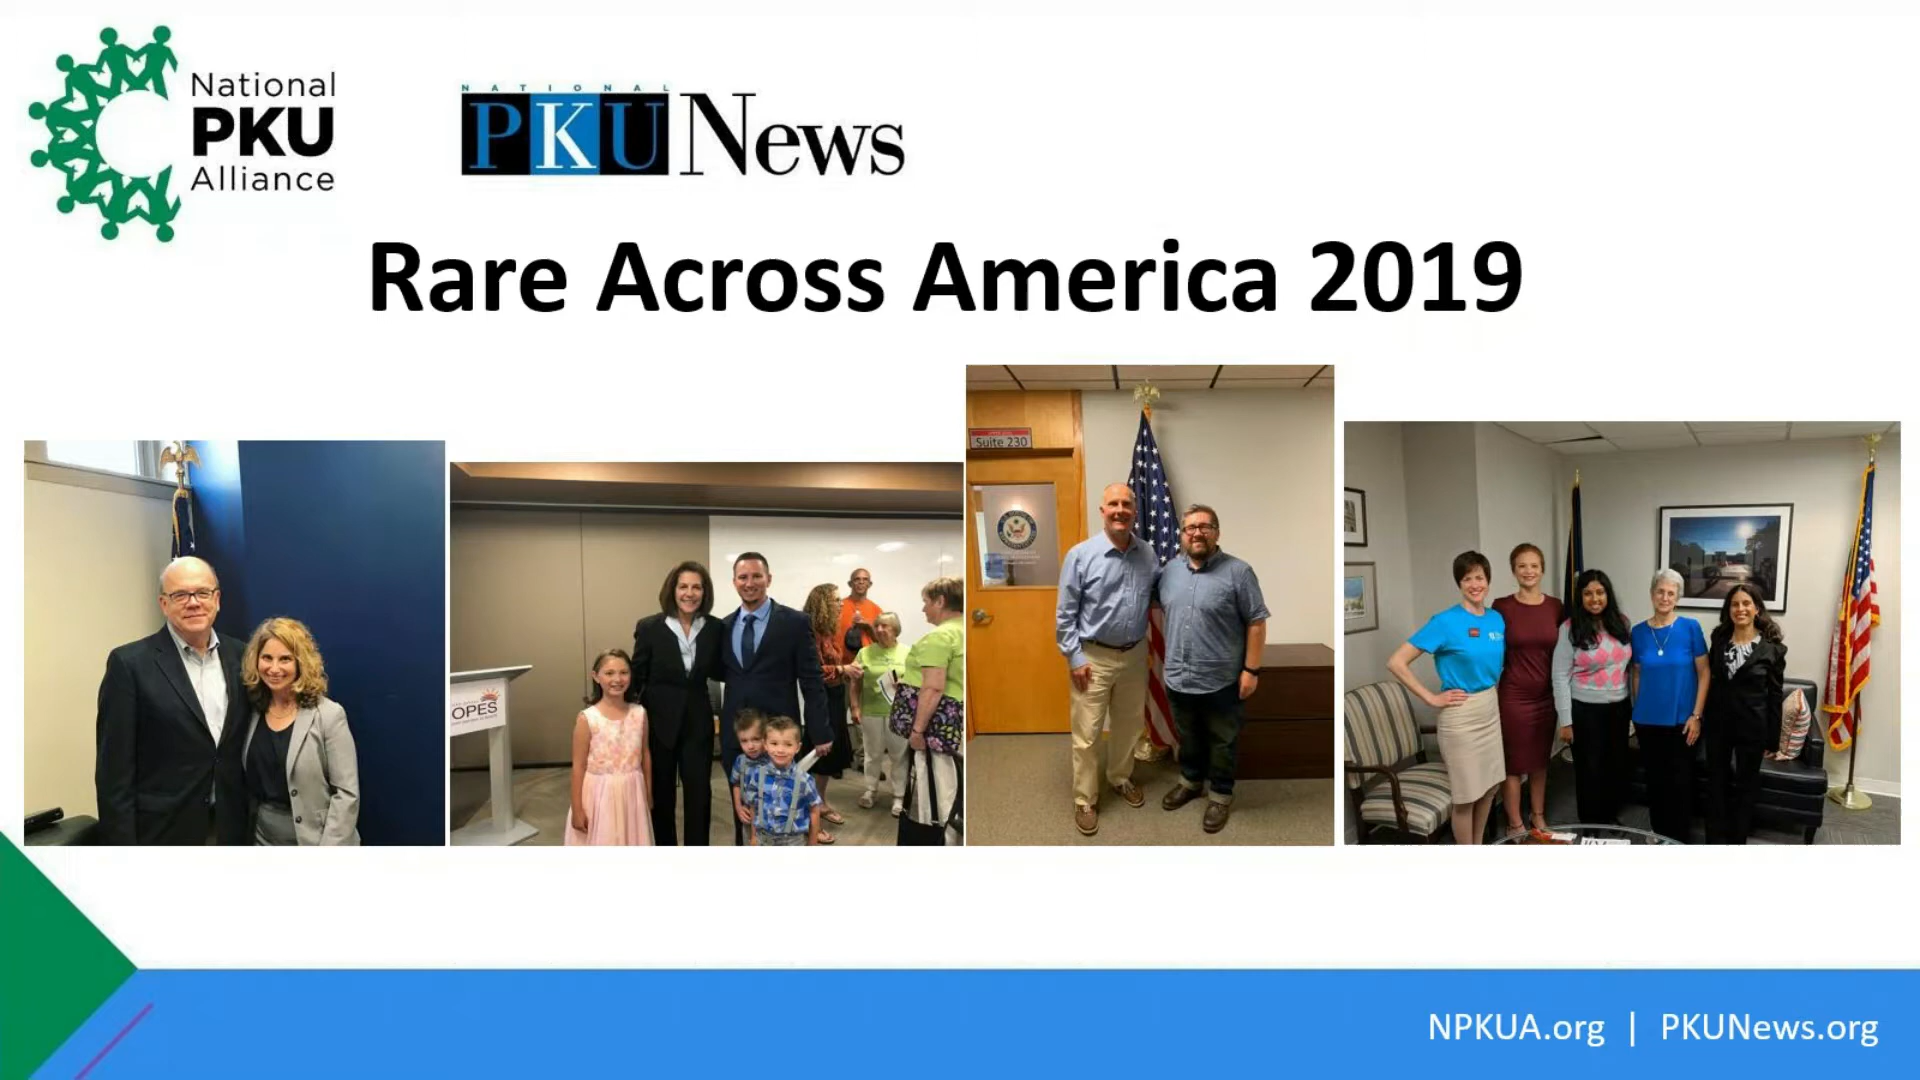 National
PKU
Alliance
NATIONAL
PKU News
Rare Across America 2019
Suite 230
OPES
NPKUA.org | PKUNews.org